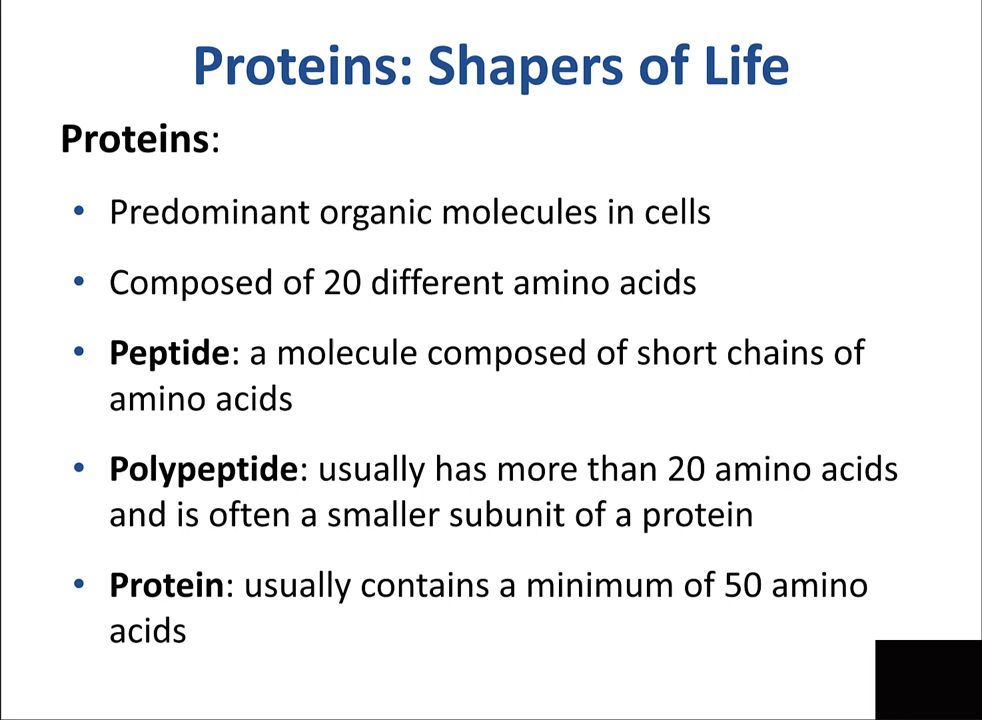 Proteins: Shapers of Life
Proteins:
• Predominant organic molecules in cells
• Composed of 20 different amino acids
• Peptide: a molecule composed of short chains of
amino acids
• Polypeptide: usually has more than 20 amino acids
and is often a smaller subunit of a protein
• Protein: usually contains a minimum of 50 amino
acids